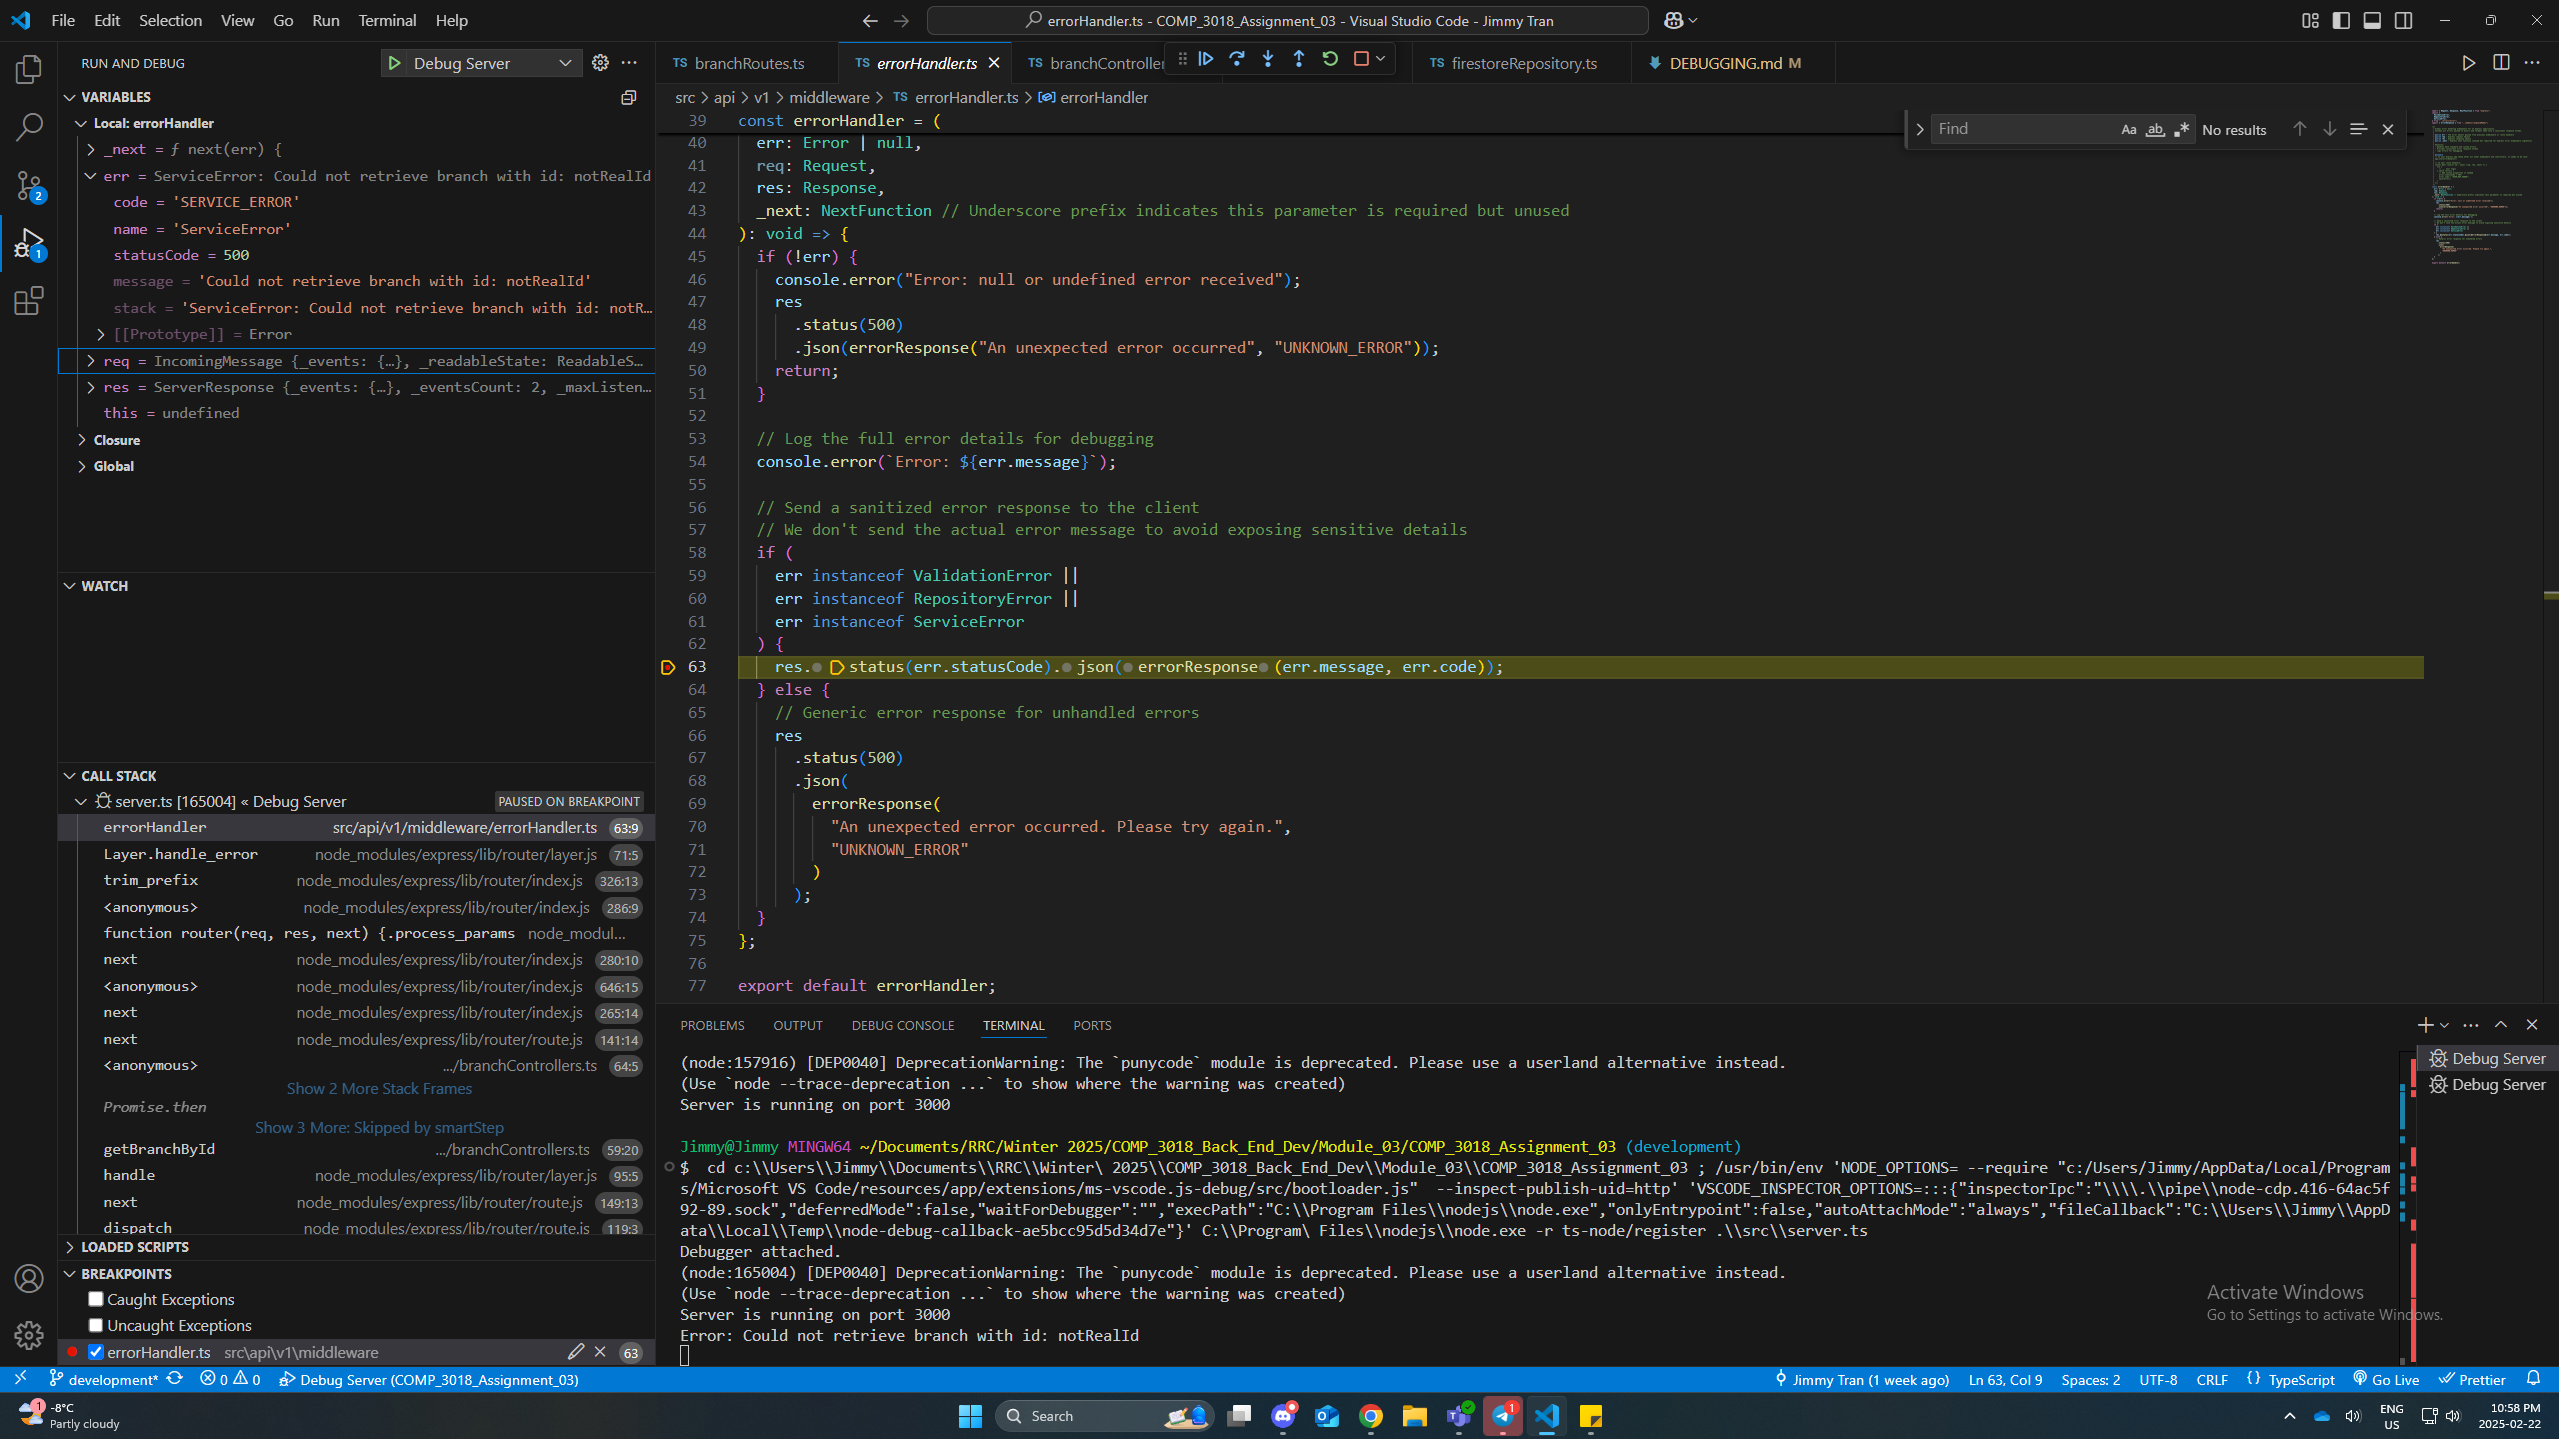 File Edit Selection View Go Run Terminal Help
errorHandler.ts - COMP_3018_Assignment_03 - Visual Studio Code - Jimmy Tran
RUN AND DEBUG
Debug Server
branchRoutes.ts
errorHandler.ts
branchController
firestoreRepository.ts
DEBUGGING.md M
VARIABLES
Local: errorHandler
_next = ƒ next(err) {
err = ServiceError: Could not retrieve branch with id: notRealId
code = 'SERVICE_ERROR'
name = 'ServiceError'
statusCode = 500
message = 'Could not retrieve branch with id: notRealId'
stack = 'ServiceError: Could not retrieve branch with id: notR…
[[Prototype]] = Error
req = IncomingMessage {_events: {…}, _readableState: ReadableS…
res = ServerResponse {_events: {…}, _eventsCount: 2, _maxListen…
this = undefined
Closure
Global
WATCH
CALL STACK
server.ts [165004] « Debug Server PAUSED ON BREAKPOINT
errorHandler src/api/v1/middleware/errorHandler.ts 63:9
Layer.handle_error node_modules/express/lib/router/layer.js 71:5
trim_prefix node_modules/express/lib/router/index.js 326:13
<anonymous> node_modules/express/lib/router/index.js 286:9
function router(req, res, next) {.process_params node_modul…
next node_modules/express/lib/router/index.js 280:10
<anonymous> node_modules/express/lib/router/index.js 646:15
next node_modules/express/lib/router/index.js 265:14
next node_modules/express/lib/router/route.js 141:14
<anonymous> .../branchControllers.ts 64:5
Show 2 More Stack Frames
Promise.then
Show 3 More: Skipped by smartStep
getBranchById .../branchControllers.ts 59:20
handle node_modules/express/lib/router/layer.js 95:5
next node_modules/express/lib/router/route.js 149:13
dispatch node_modules/express/lib/router/route.js 119:3
LOADED SCRIPTS
BREAKPOINTS
Caught Exceptions
Uncaught Exceptions
errorHandler.ts src\api\v1\middleware 63
src > api > v1 > middleware > TS errorHandler.ts > errorHandler
Find Aa ab No results
39 const errorHandler = (
40 err: Error | null,
41 req: Request,
42 res: Response,
43 _next: NextFunction // Underscore prefix indicates this parameter is required but unused
44 ): void => {
45 if (!err) {
46 console.error("Error: null or undefined error received");
47 res
48 .status(500)
49 .json(errorResponse("An unexpected error occurred", "UNKNOWN_ERROR"));
50 return;
51 }
52
53 // Log the full error details for debugging
54 console.error(`Error: ${err.message}`);
55
56 // Send a sanitized error response to the client
57 // We don't send the actual error message to avoid exposing sensitive details
58 if (
59 err instanceof ValidationError ||
60 err instanceof RepositoryError ||
61 err instanceof ServiceError
62 ) {
63 res.status(err.statusCode).json(errorResponse(err.message, err.code));
64 } else {
65 // Generic error response for unhandled errors
66 res
67 .status(500)
68 .json(
69 errorResponse(
70 "An unexpected error occurred. Please try again.",
71 "UNKNOWN_ERROR"
72 )
73 );
74 }
75 };
76
77 export default errorHandler;
PROBLEMS OUTPUT DEBUG CONSOLE TERMINAL PORTS
(node:157916) [DEP0040] DeprecationWarning: The `punycode` module is deprecated. Please use a userland alternative instead.
(Use `node --trace-deprecation ...` to show where the warning was created)
Server is running on port 3000
Jimmy@Jimmy MINGW64 ~/Documents/RRC/Winter 2025/COMP_3018_Back_End_Dev/Module_03/COMP_3018_Assignment_03 (development)
$ cd c:\\Users\\Jimmy\\Documents\\RRC\\Winter\ 2025\\COMP_3018_Back_End_Dev\\Module_03\\COMP_3018_Assignment_03 ; /usr/bin/env 'NODE_OPTIONS= --require "c:/Users/Jimmy/AppData/Local/Program
s/Microsoft VS Code/resources/app/extensions/ms-vscode.js-debug/src/bootloader.js" --inspect-publish-uid=http' 'VSCODE_INSPECTOR_OPTIONS=:::{"inspectorIpc":"\\\\.\\pipe\\node-cdp.416-64ac5f
92-89.sock","deferredMode":false,"waitForDebugger":"","execPath":"C:\\Program Files\\nodejs\\node.exe","onlyEntrypoint":false,"autoAttachMode":"always","fileCallback":"C:\\Users\\Jimmy\\AppD
ata\\Local\\Temp\\node-debug-callback-ae5bcc95d5d34d7e"}' C:\\Program\ Files\\nodejs\\node.exe -r ts-node/register .\\src\\server.ts
Debugger attached.
(node:165004) [DEP0040] DeprecationWarning: The `punycode` module is deprecated. Please use a userland alternative instead.
(Use `node --trace-deprecation ...` to show where the warning was created)
Server is running on port 3000
Error: Could not retrieve branch with id: notRealId
Debug Server
Debug Server
Activate Windows
Go to Settings to activate Windows.
development* 0 0 Debug Server (COMP_3018_Assignment_03)
Jimmy Tran (1 week ago) Ln 63, Col 9 Spaces: 2 UTF-8 CRLF {} TypeScript Go Live Prettier
-8°C
Partly cloudy
Search
ENG
US
10:58 PM
2025-02-22